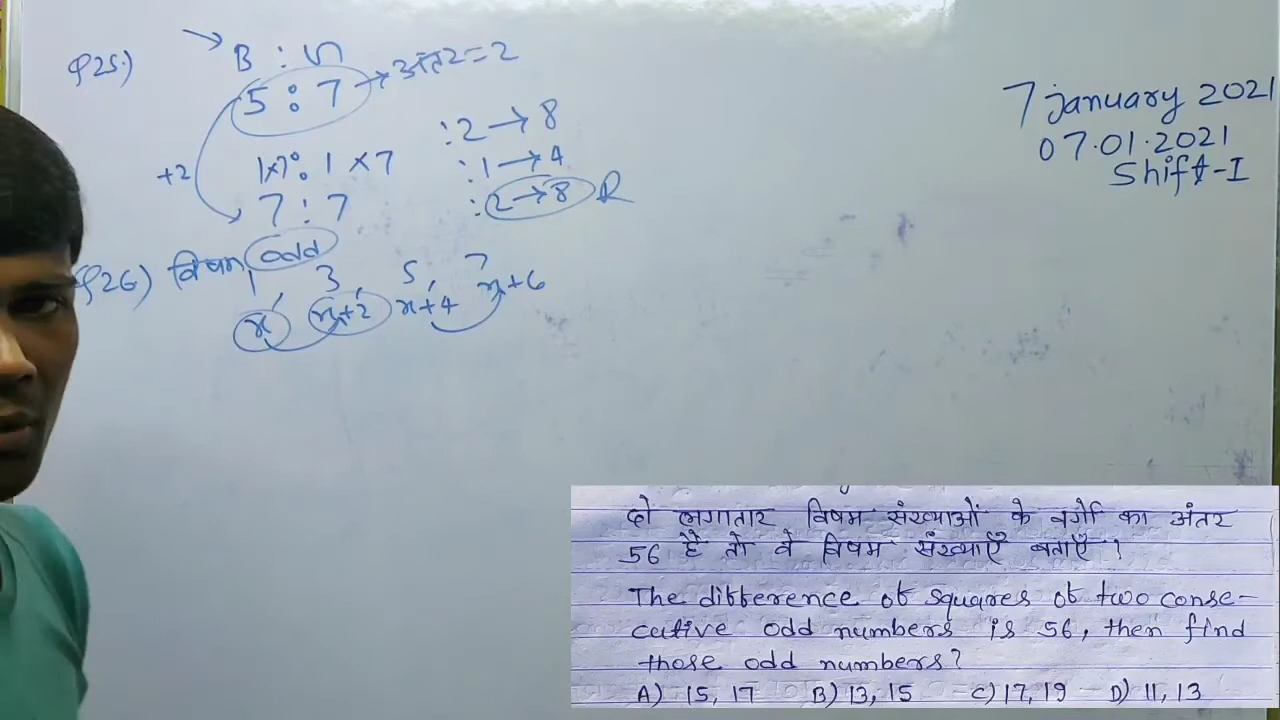 Q25) → B : ठ
5 : 7 → अंतर = 2
1×7 : 1 × 7
+2
7 : 7
: 2 → 8
: 1 → 4
: 2 → 8 R
Q26) विषम odd
1, 3, 5, 7
x, x+2, x+4, x+6
7 january 2021
07.01.2021
Shift-I
दो लगातार विषम संख्याओं के वर्गो का अंतर
56 है तो वे विषम संख्याएँ बताएँ ?
The difference of squares of two conse-
cutive odd numbers is 56, then find
those odd numbers?
A) 15, 17 B) 13, 15 C) 17, 19 D) 11, 13